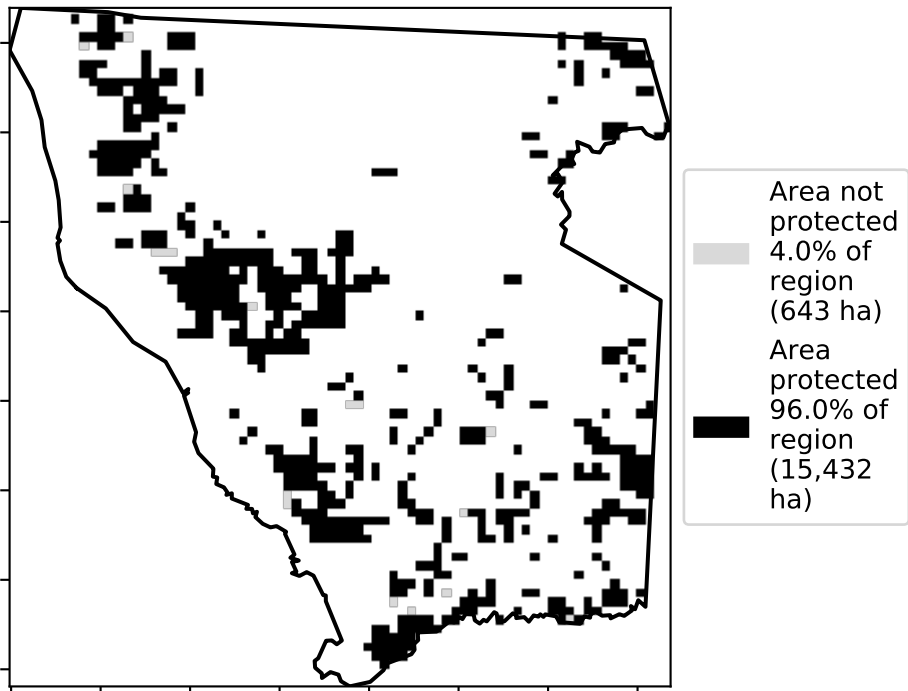 Area not
protected
4.0% of
region
(643 ha)
Area
protected
96.0% of
region
(15,432
ha)